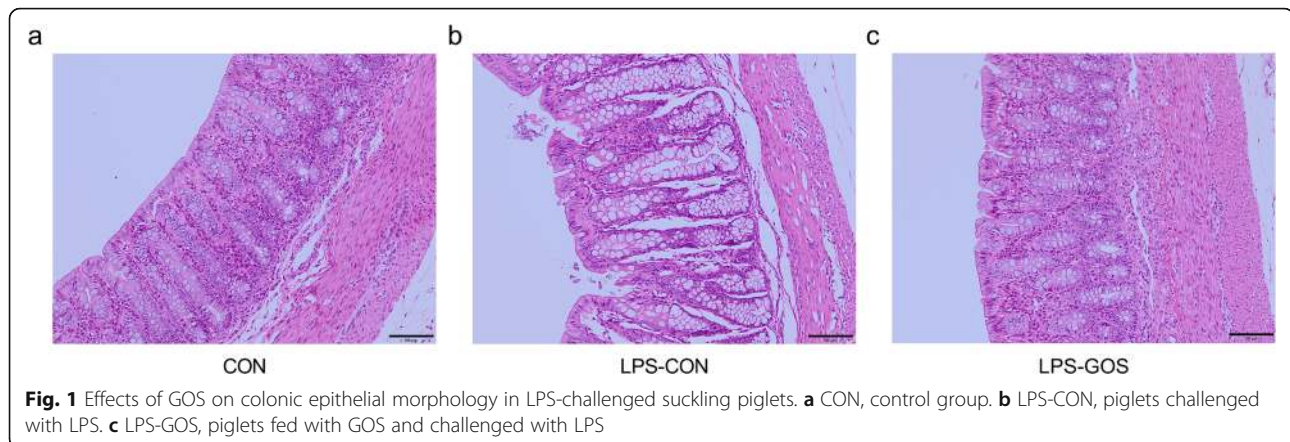 a
b
c
CON
LPS-CON
LPS-GOS
Fig. 1 Effects of GOS on colonic epithelial morphology in LPS-challenged suckling piglets. a CON, control group. b LPS-CON, piglets challenged
with LPS. c LPS-GOS, piglets fed with GOS and challenged with LPS